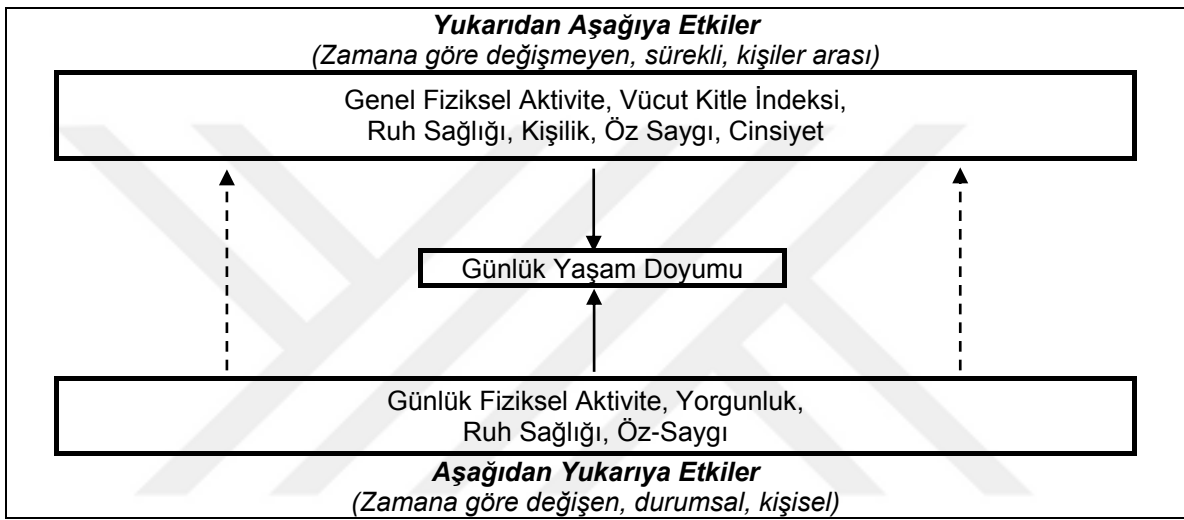 Yukarıdan Aşağıya Etkiler
(Zamana göre değişmeyen, sürekli, kişiler arası)
Genel Fiziksel Aktivite, Vücut Kitle İndeksi,
Ruh Sağlığı, Kişilik, Öz Saygı, Cinsiyet
Günlük Yaşam Doyumu
Günlük Fiziksel Aktivite, Yorgunluk,
Ruh Sağlığı, Öz-Saygı
Aşağıdan Yukarıya Etkiler
(Zamana göre değişen, durumsal, kişisel)